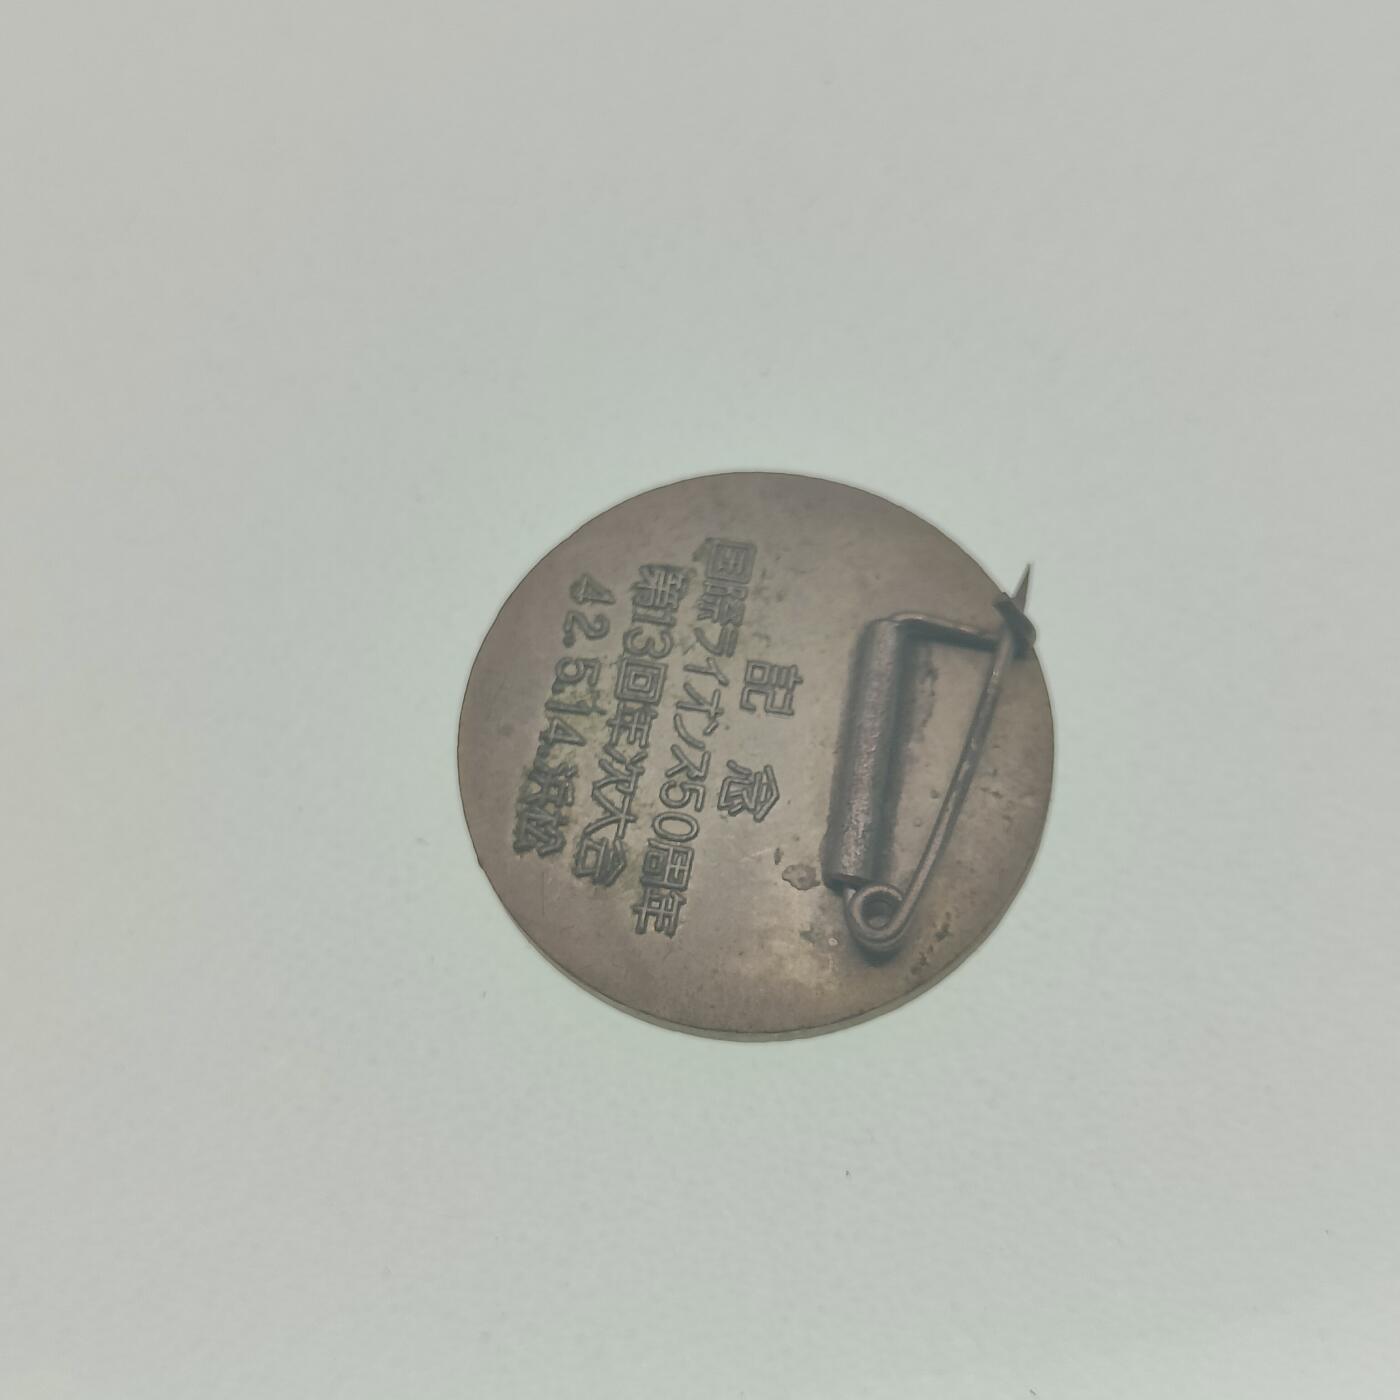 記念
国際ライオンズ50周年
第13回年次大会
42.5.14.浜松